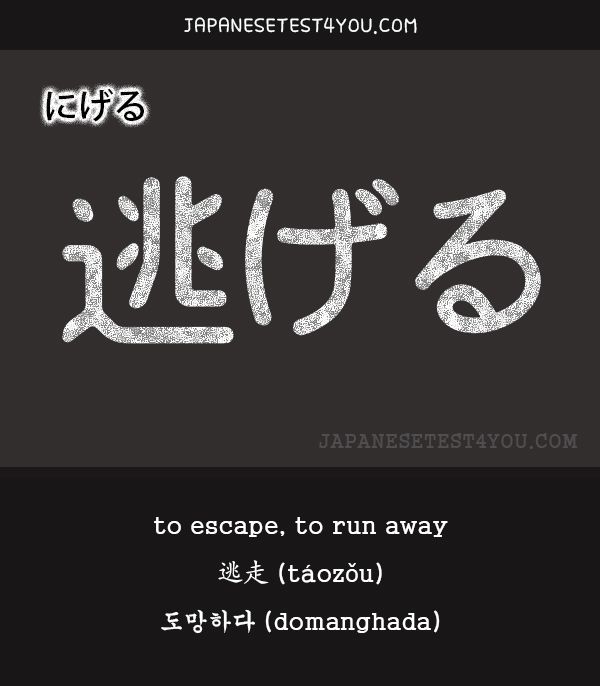 JAPANESETEST4YOU.COM
にげる
逃げる
JAPANESETEST4YOU.COM
to escape, to run away
逃走 (táozǒu)
도망하다 (domanghada)